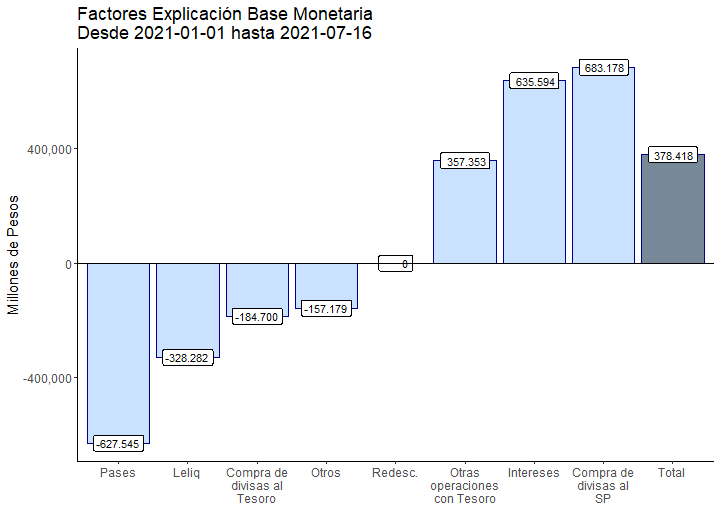 Factores Explicación Base Monetaria
Desde 2021-01-01 hasta 2021-07-16
Millones de Pesos
400,000
0
-400,000
-627.545
-328.282
-184.700
-157.179
0
357.353
635.594
683.178
378.418
Pases
Leliq
Compra de
divisas al
Tesoro
Otros
Redesc.
Otras
operaciones
con Tesoro
Intereses
Compra de
divisas al
SP
Total